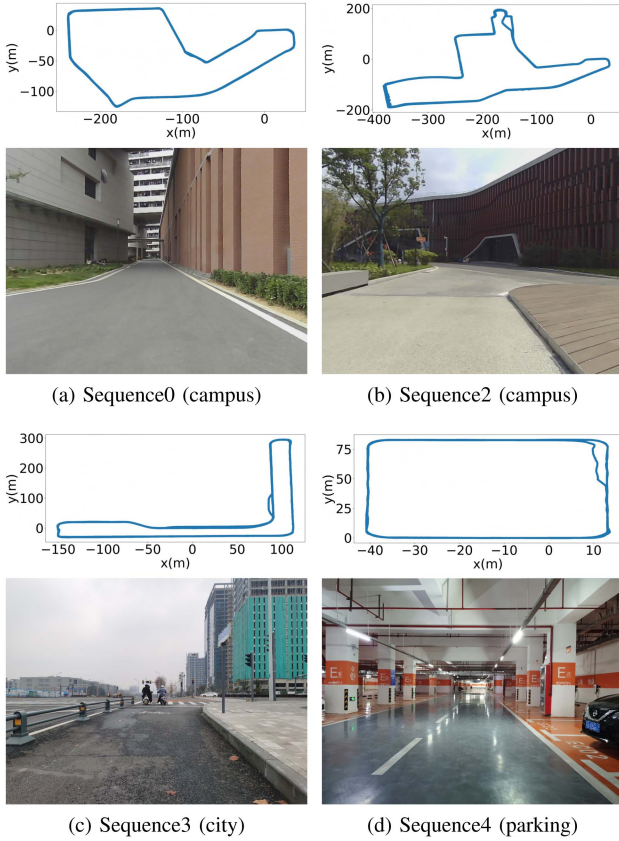 y(m)
0
−50
−100
−200
−100
0
x(m)
y(m)
200
0
−200
−400
−300
−200
−100
0
x(m)
(a) Sequence0 (campus)
(b) Sequence2 (campus)
y(m)
300
200
100
0
−150
−100
−50
0
50
100
x(m)
y(m)
75
50
25
0
−40
−30
−20
−10
0
10
x(m)
E
E
E
(c) Sequence3 (city)
(d) Sequence4 (parking)